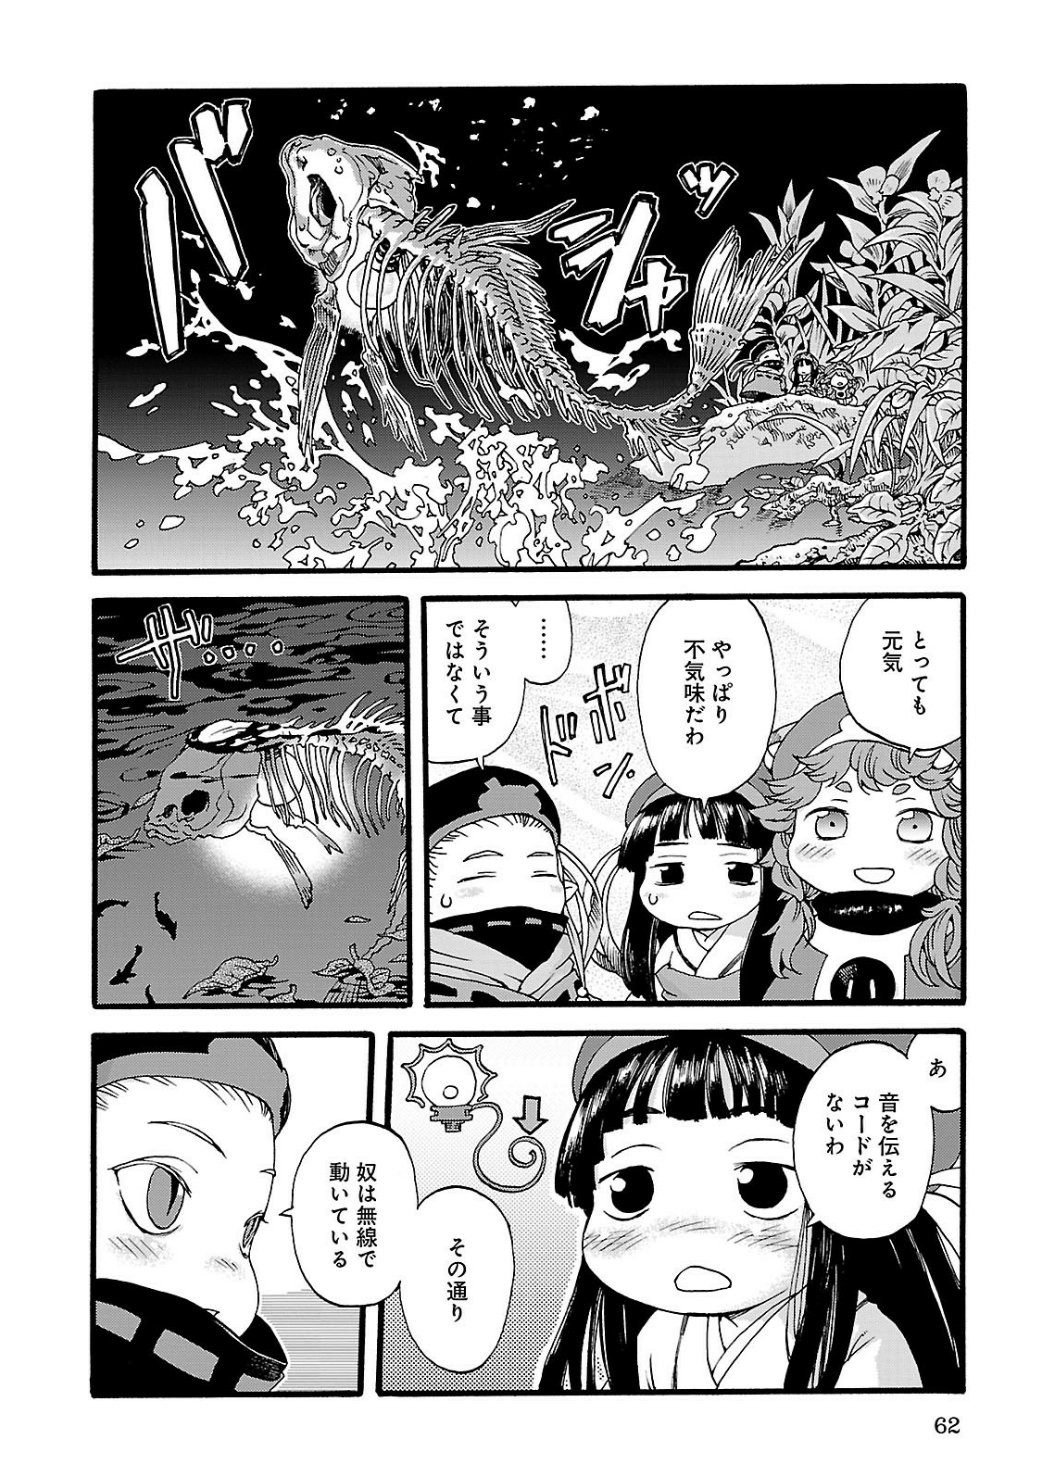 バシャッ
とっても
元気
やっぱり
不気味だわ
……
そういう事
ではなくて
ボボン
ザ゛・・・・
あ
音を伝える
コードが
ないわ
その通り
奴は無線で
動いている
62